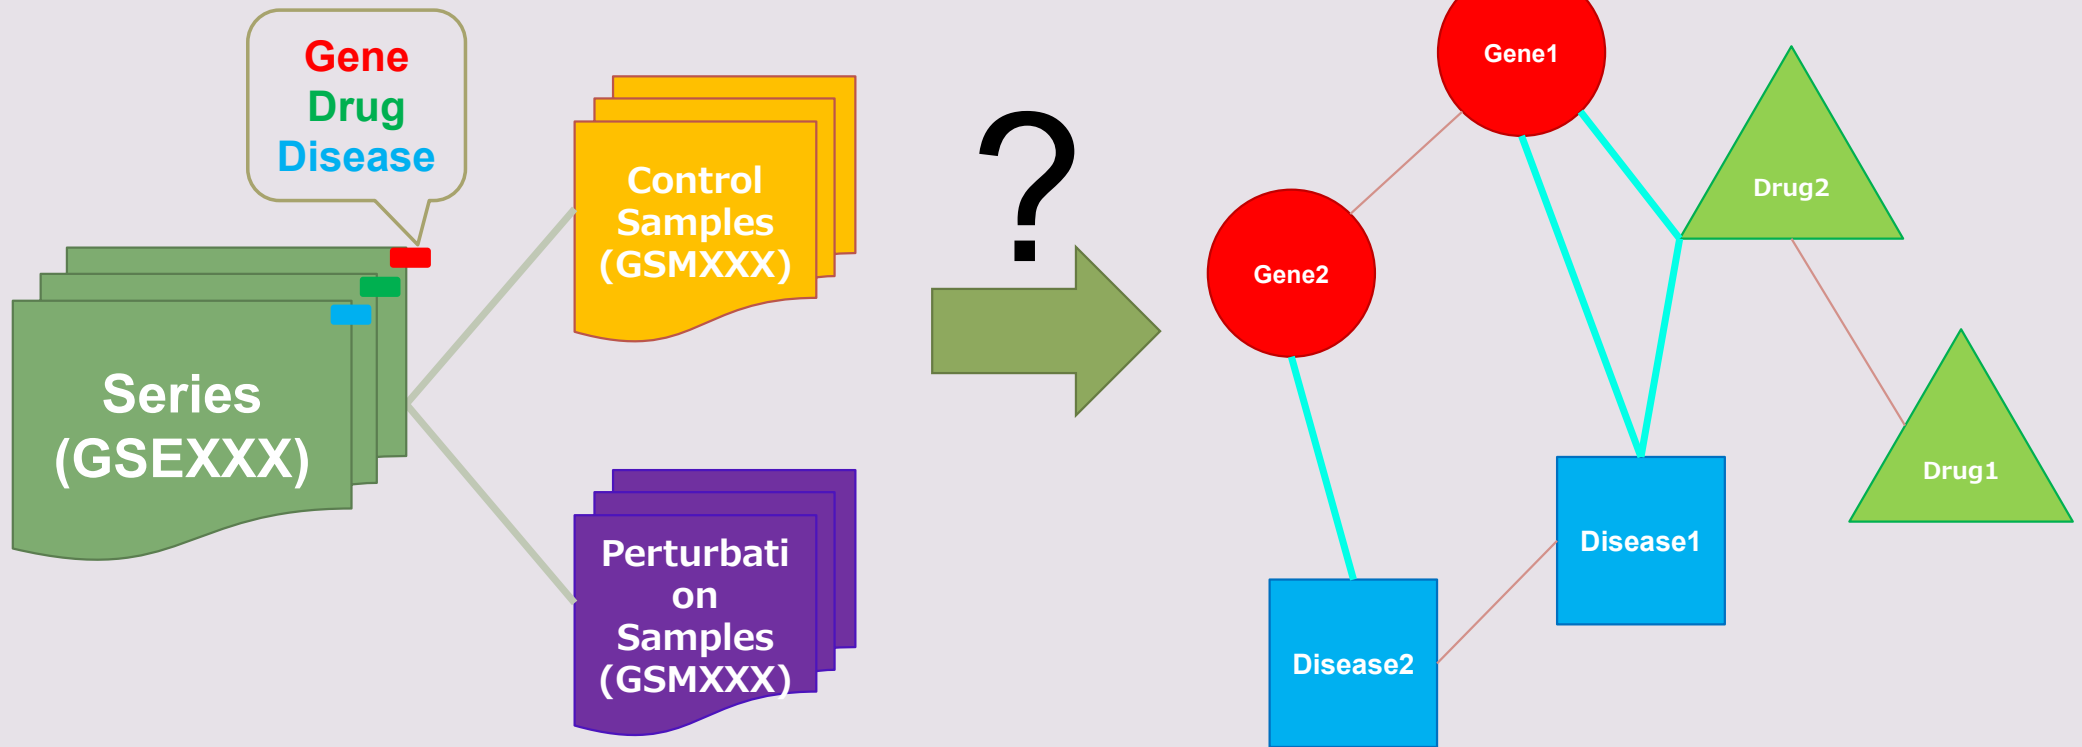 Gene
Drug
Disease
Series
(GSEXXX)
Control
Samples
(GSMXXX)
Perturbati
on
Samples
(GSMXXX)
?
Gene1
Gene2
Drug2
Drug1
Disease1
Disease2